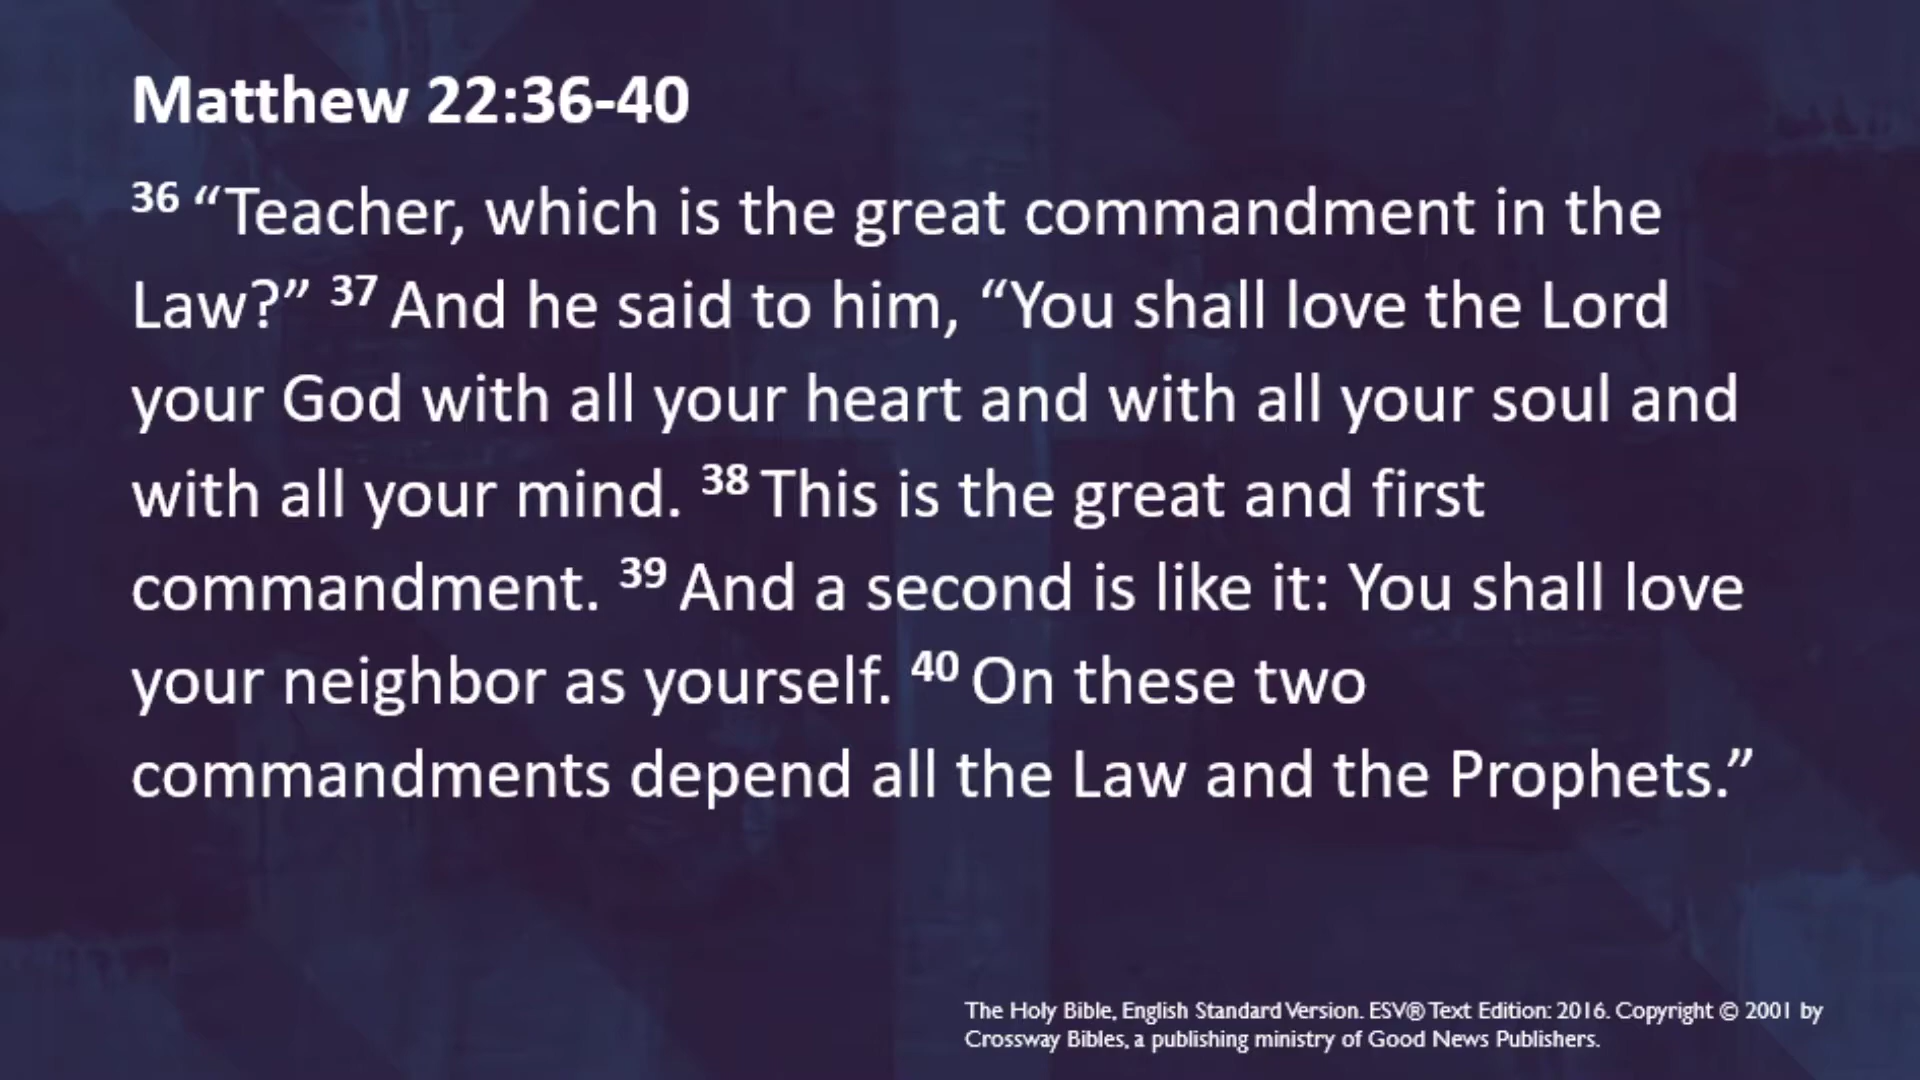 Matthew 22:36-40
36 “Teacher, which is the great commandment in the
Law?” 37 And he said to him, “You shall love the Lord
your God with all your heart and with all your soul and
with all your mind. 38 This is the great and first
commandment. 39 And a second is like it: You shall love
your neighbor as yourself. 40 On these two
commandments depend all the Law and the Prophets.”
The Holy Bible, English Standard Version. ESV® Text Edition: 2016. Copyright © 2001 by
Crossway Bibles, a publishing ministry of Good News Publishers.